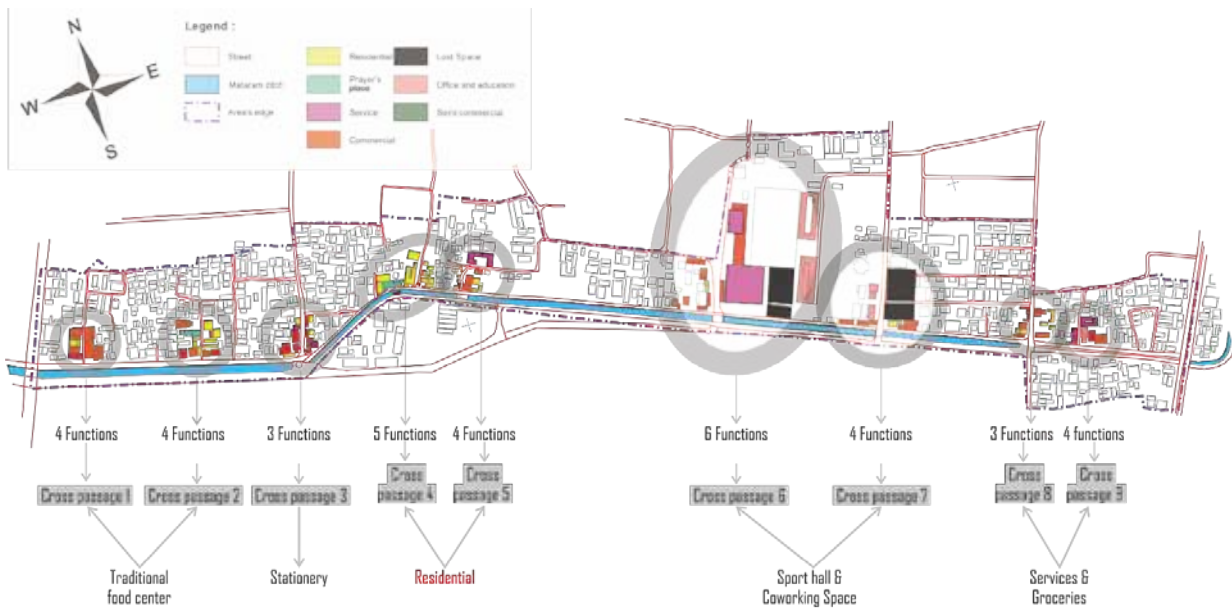 N
E
W
S
Legend :
Street
Mataram ditch
Area's edge
Residential
Prayer's
place
Service
Commercial
Lost Space
Office and education
Semi commercial
4 Functions
4 Functions
3 Functions
5 Functions
4 Functions
6 Functions
4 Functions
3 Functions
4 functions
Cross passage 1
Cross passage 2
Cross passage 3
Cross
passage 4
Cross
passage 5
Cross passage 6
Cross passage 7
Cross
passage 8
Cross
passage 9
Traditional
food center
Stationery
Residential
Sport hall &
Coworking Space
Services &
Groceries